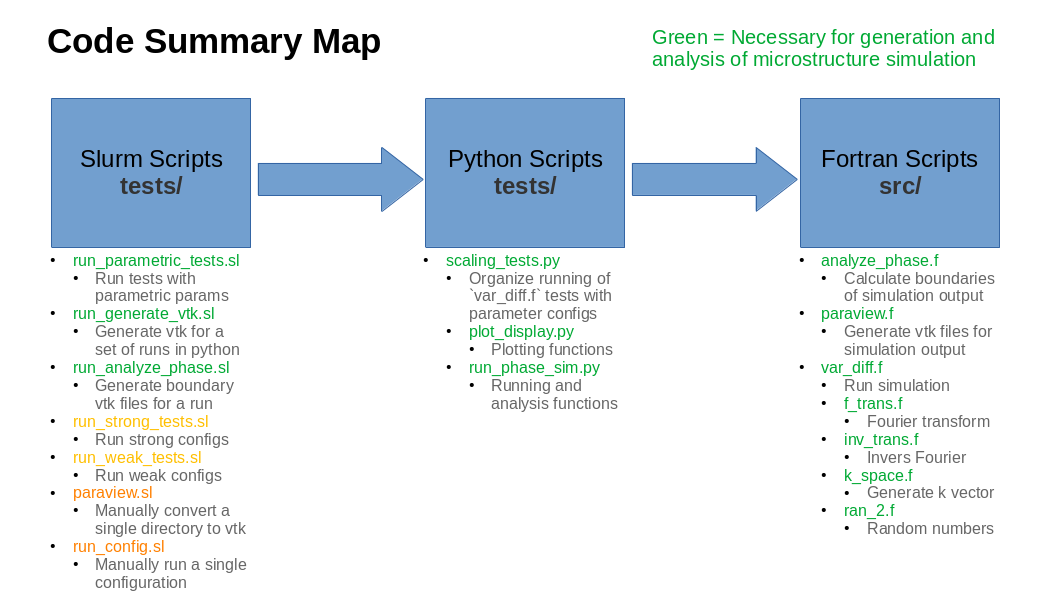 Code Summary Map
Green = Necessary for generation and
analysis of microstructure simulation
Slurm Scripts
tests/
Python Scripts
tests/
Fortran Scripts
src/
• run_parametric_tests.sl
• Run tests with
parametric params
• run_generate_vtk.sl
• Generate vtk for a
set of runs in python
• run_analyze_phase.sl
• Generate boundary
vtk files for a run
• run_strong_tests.sl
• Run strong configs
• run_weak_tests.sl
• Run weak configs
• paraview.sl
• Manually convert a
single directory to vtk
• run_config.sl
• Manually run a single
configuration
• scaling_tests.py
• Organize running of
`var_diff.f` tests with
parameter configs
• plot_display.py
• Plotting functions
• run_phase_sim.py
• Running and
analysis functions
• analyze_phase.f
• Calculate boundaries
of simulation output
• paraview.f
• Generate vtk files for
simulation output
• var_diff.f
• Run simulation
• f_trans.f
• Fourier transform
• inv_trans.f
• Invers Fourier
• k_space.f
• Generate k vector
• ran_2.f
• Random numbers